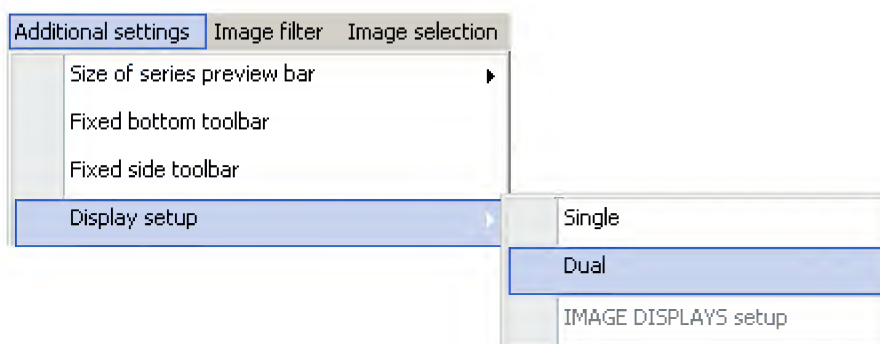 Additional settings Image filter Image selection
Size of series preview bar
Fixed bottom toolbar
Fixed side toolbar
Display setup
Single
Dual
IMAGE DISPLAYS setup